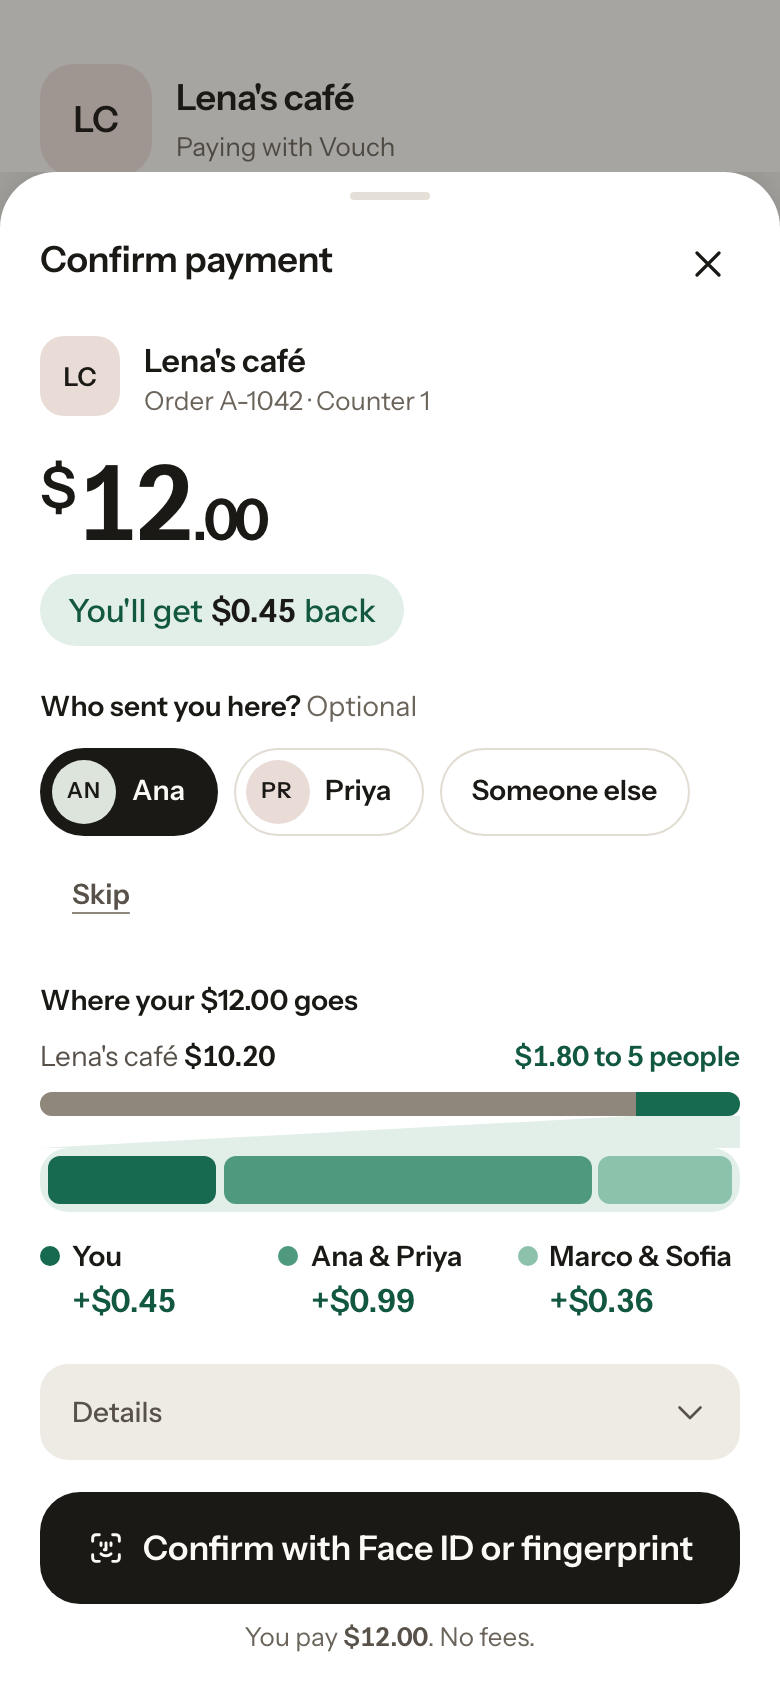 LC
Lena's café
Paying with Vouch
Confirm payment
LC
Lena's café
Order A-1042 · Counter 1
$12.00
You'll get $0.45 back
Who sent you here? Optional
AN Ana
PR Priya
Someone else
Skip
Where your $12.00 goes
Lena's café $10.20
$1.80 to 5 people
You
+$0.45
Ana & Priya
+$0.99
Marco & Sofia
+$0.36
Details
Confirm with Face ID or fingerprint
You pay $12.00. No fees.